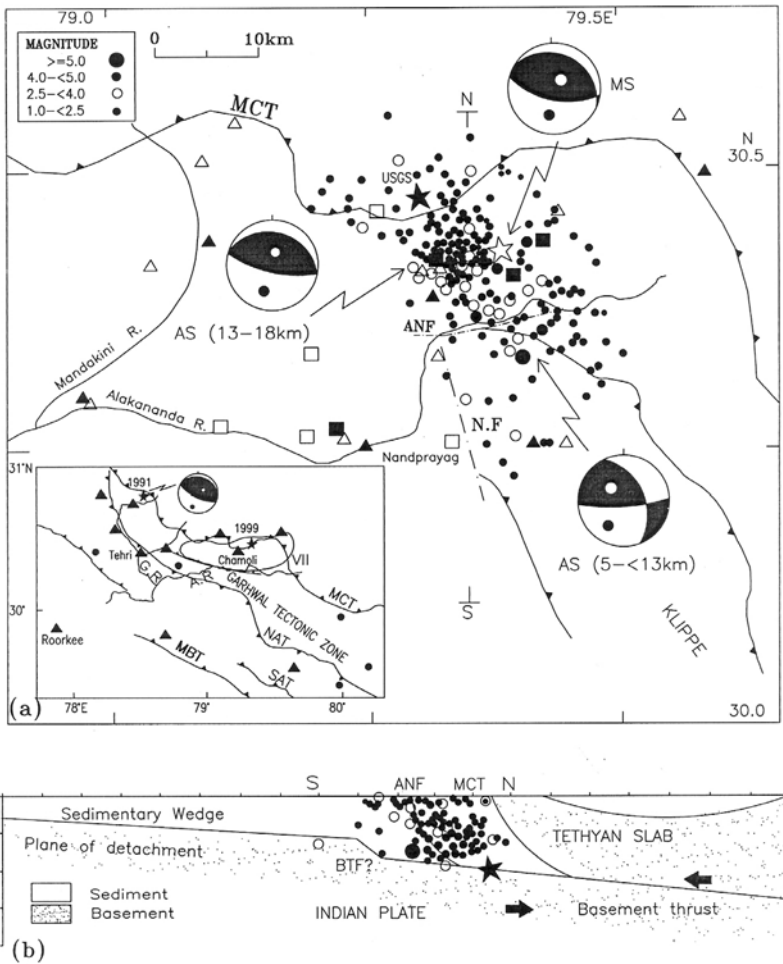 79.0
79.5E
0 10km
MAGNITUDE
>=5.0
4.0-<5.0
2.5-<4.0
1.0-<2.5
MCT
N
MS
N
30.5
USGS
AS (13-18km)
ANF
Mandakini R.
Alakananda R.
N.F
Nandprayag
AS (5-<13km)
S
KLIPPE
30.0
31°N
1991
1999
Tehri
Chamoli
VII
G.R.
A.R.
GARHWAL TECTONIC ZONE
MCT
30'
Roorkee
NAT
MBT
SAT
(a)
78°E 79° 80°
S ANF MCT N
Sedimentary Wedge
TETHYAN SLAB
Plane of detachment
BTF?
Sediment
Basement
INDIAN PLATE
Basement thrust
(b)